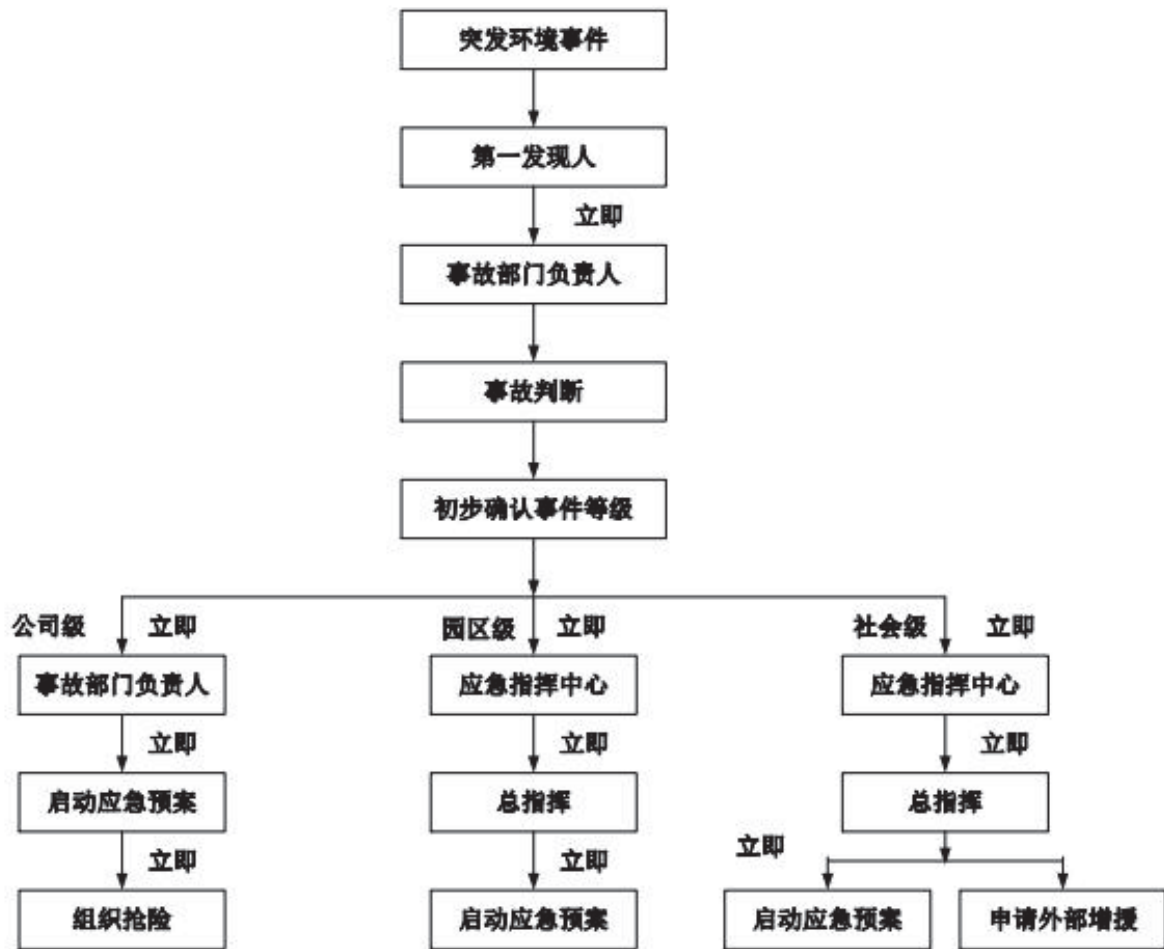 突发环境事件
第一发现人
立即
事故部门负责人
事故判断
初步确认事件等级
公司级 立即 园区级 立即 社会级 立即
事故部门负责人 应急指挥中心 应急指挥中心
立即 立即 立即
启动应急预案 总指挥 总指挥
立即 立即 立即
组织抢险 启动应急预案 启动应急预案 申请外部增援